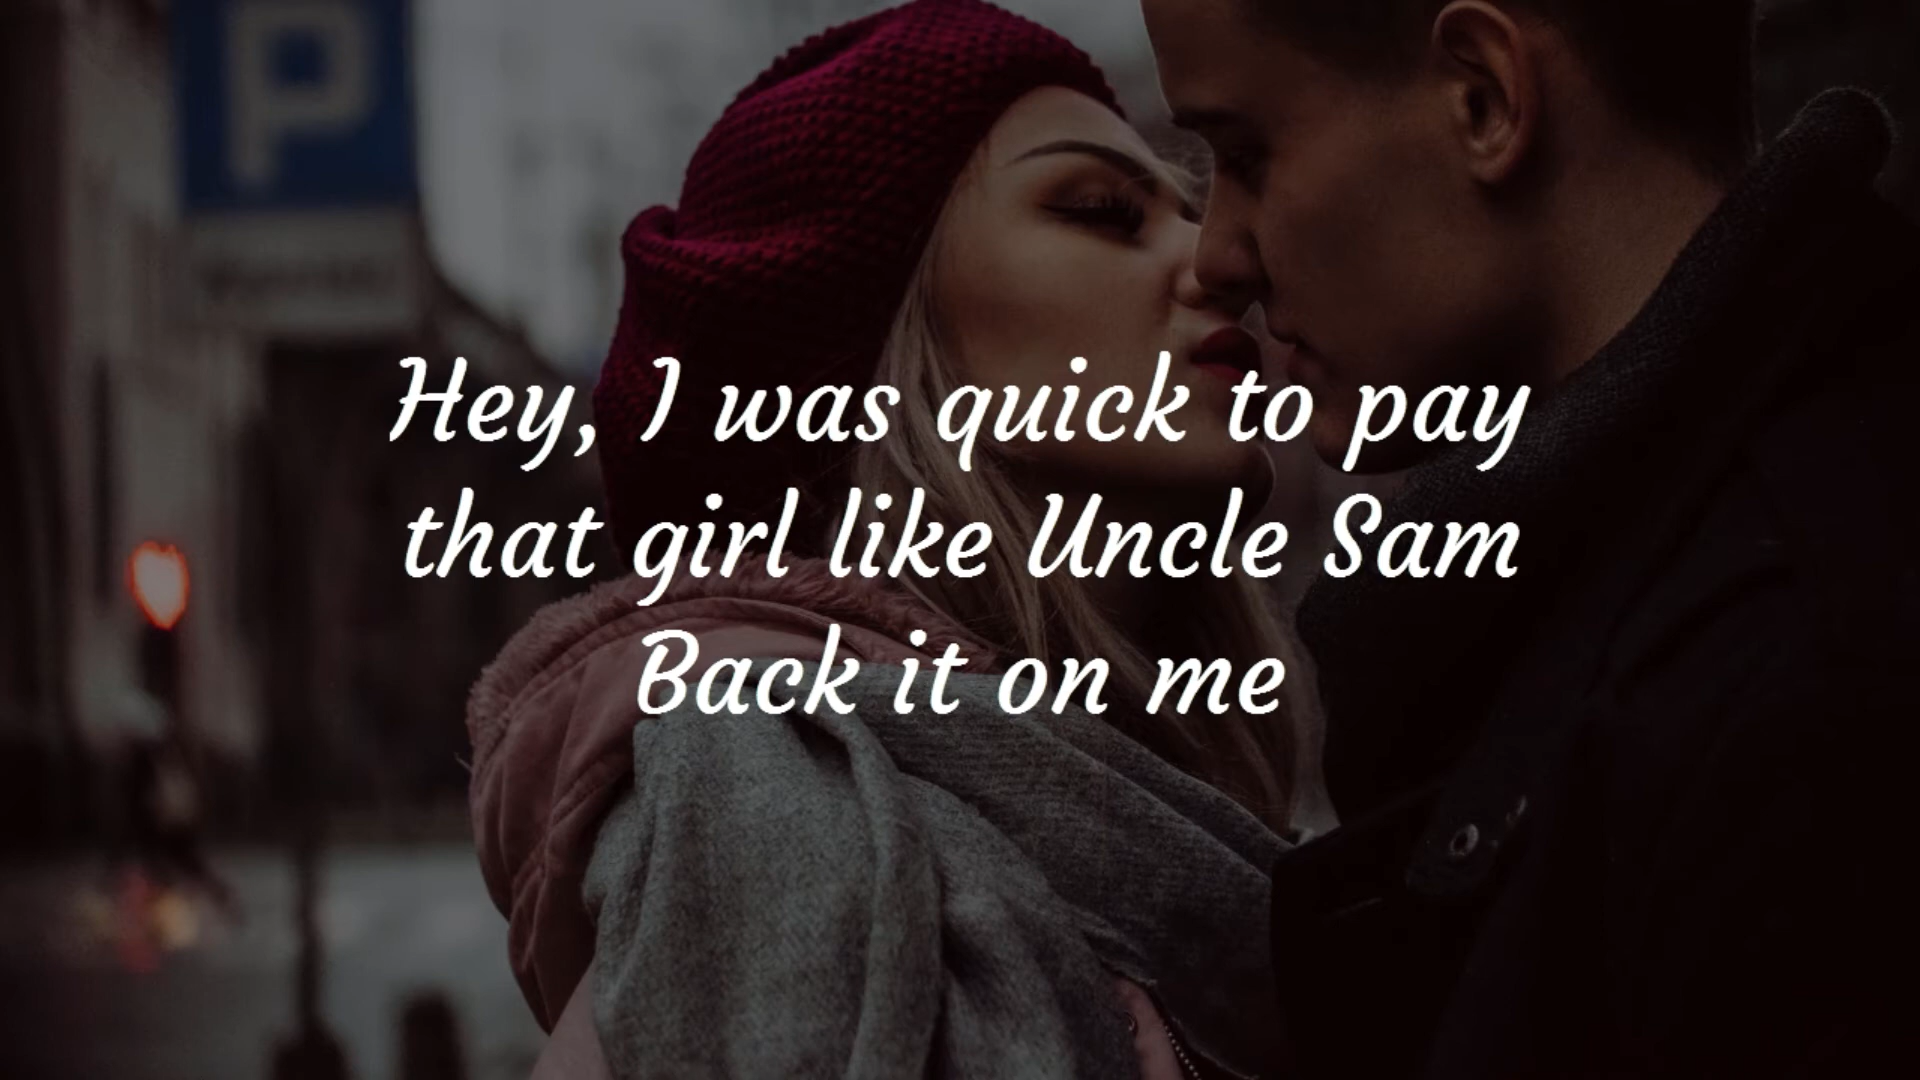 P
Hey, I was quick to pay
that girl like Uncle Sam
Back it on me